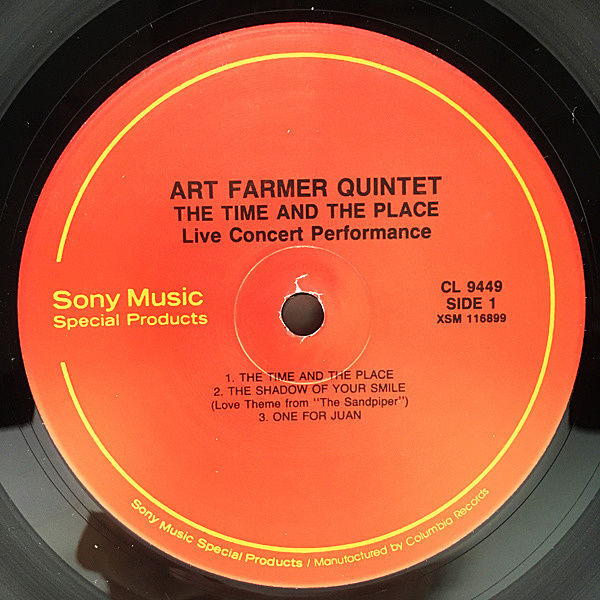 ART FARMER QUINTET
THE TIME AND THE PLACE
Live Concert Performance
Sony Music
Special Products
CL 9449
SIDE 1
XSM 116899
1. THE TIME AND THE PLACE
2. THE SHADOW OF YOUR SMILE
(Love Theme from "The Sandpiper")
3. ONE FOR JUAN
Sony Music Special Products / Manufactured by Columbia Records